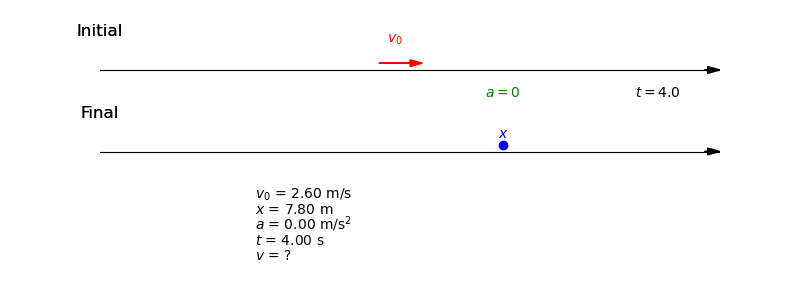 Initial
v₀
a = 0
t = 4.0
Final
x
v₀ = 2.60 m/s
x = 7.80 m
a = 0.00 m/s²
t = 4.00 s
v = ?